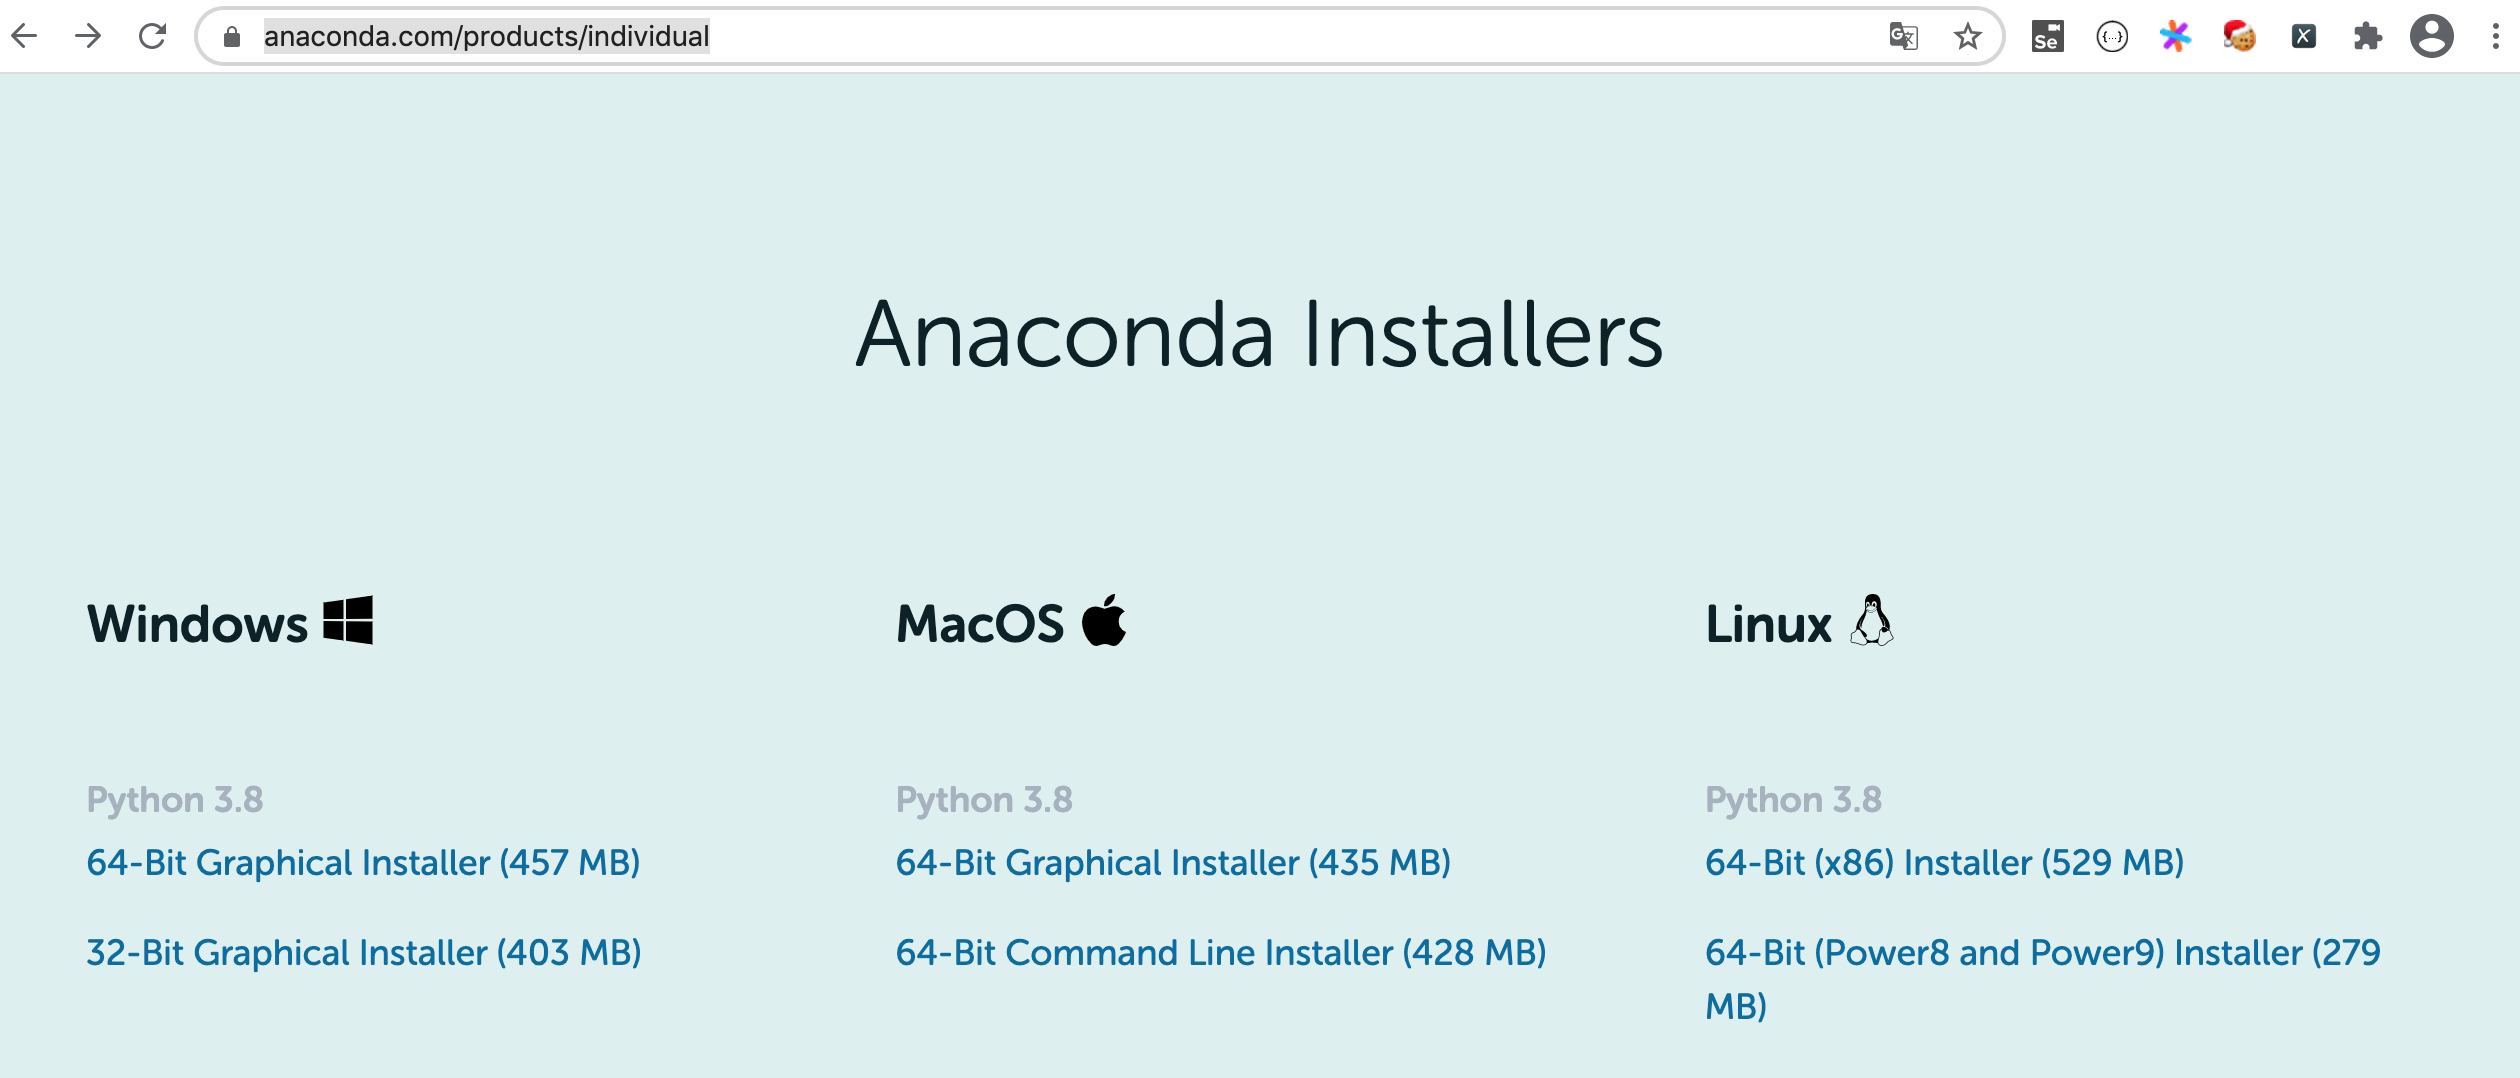 anaconda.com/products/individual
Se
{...}
X
Anaconda Installers
Windows
MacOS
Linux
Python 3.8
64-Bit Graphical Installer (457 MB)
32-Bit Graphical Installer (403 MB)
Python 3.8
64-Bit Graphical Installer (435 MB)
64-Bit Command Line Installer (428 MB)
Python 3.8
64-Bit (x86) Installer (529 MB)
64-Bit (Power8 and Power9) Installer (279
MB)